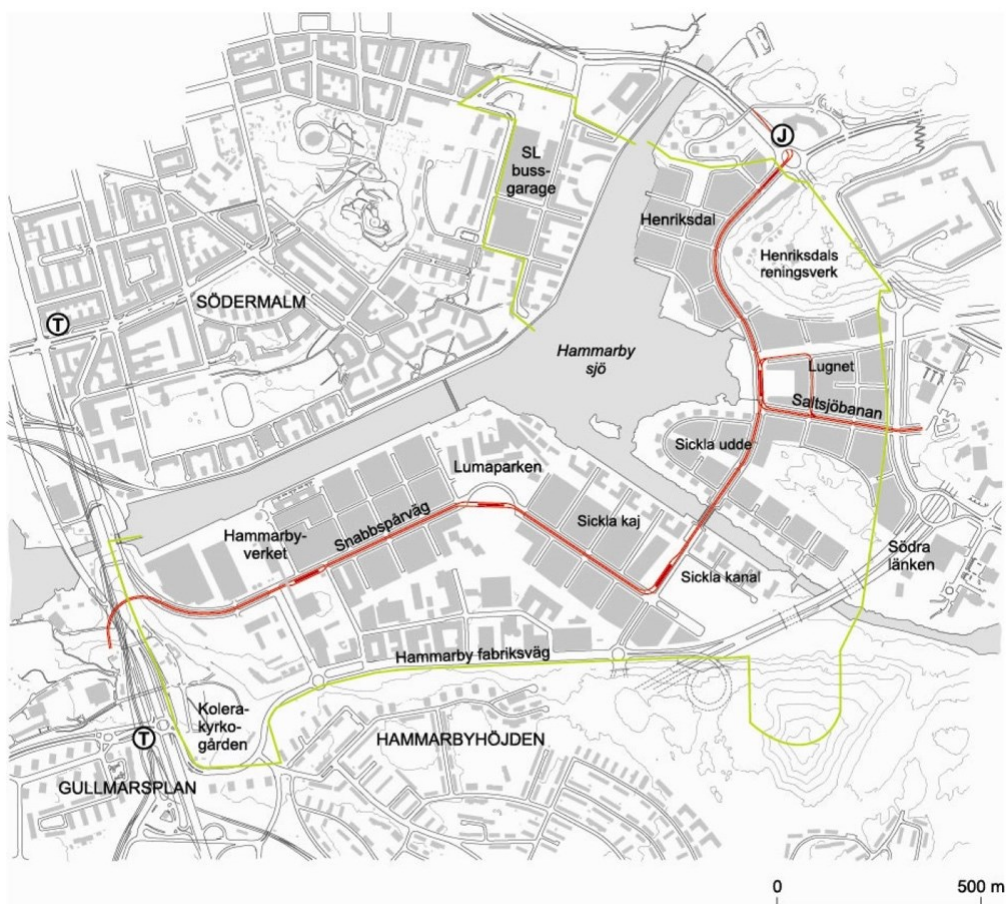 J
SL
buss-
garage
Henriksdal
Henriksdals
reningsverk
SÖDERMALM
T
Hammarby
sjö
Lugnet
Saltsjöbanan
Sickla udde
Lumaparken
Snabbspårväg
Sickla kaj
Hammarby-
verket
Södra
länken
Sickla kanal
Hammarby fabriksväg
Kolera-
kyrko-
gården
T
HAMMARBYHÖJDEN
GULLMARSPLAN
0 500 m